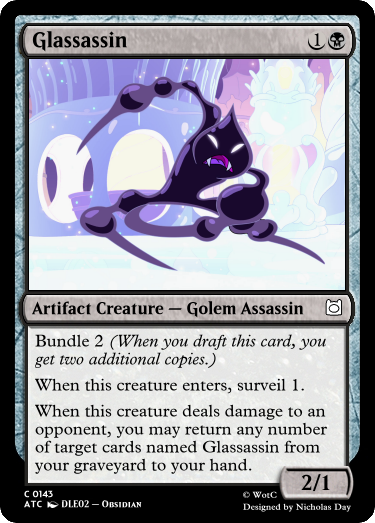 Glassassin 1
Artifact Creature — Golem Assassin
Bundle 2 (When you draft this card, you
get two additional copies.)
When this creature enters, surveil 1.
When this creature deals damage to an
opponent, you may return any number
of target cards named Glassassin from
your graveyard to your hand.
2/1
C 0143
ATC DLE02 – Obsidian
© WotC
Designed by Nicholas Day